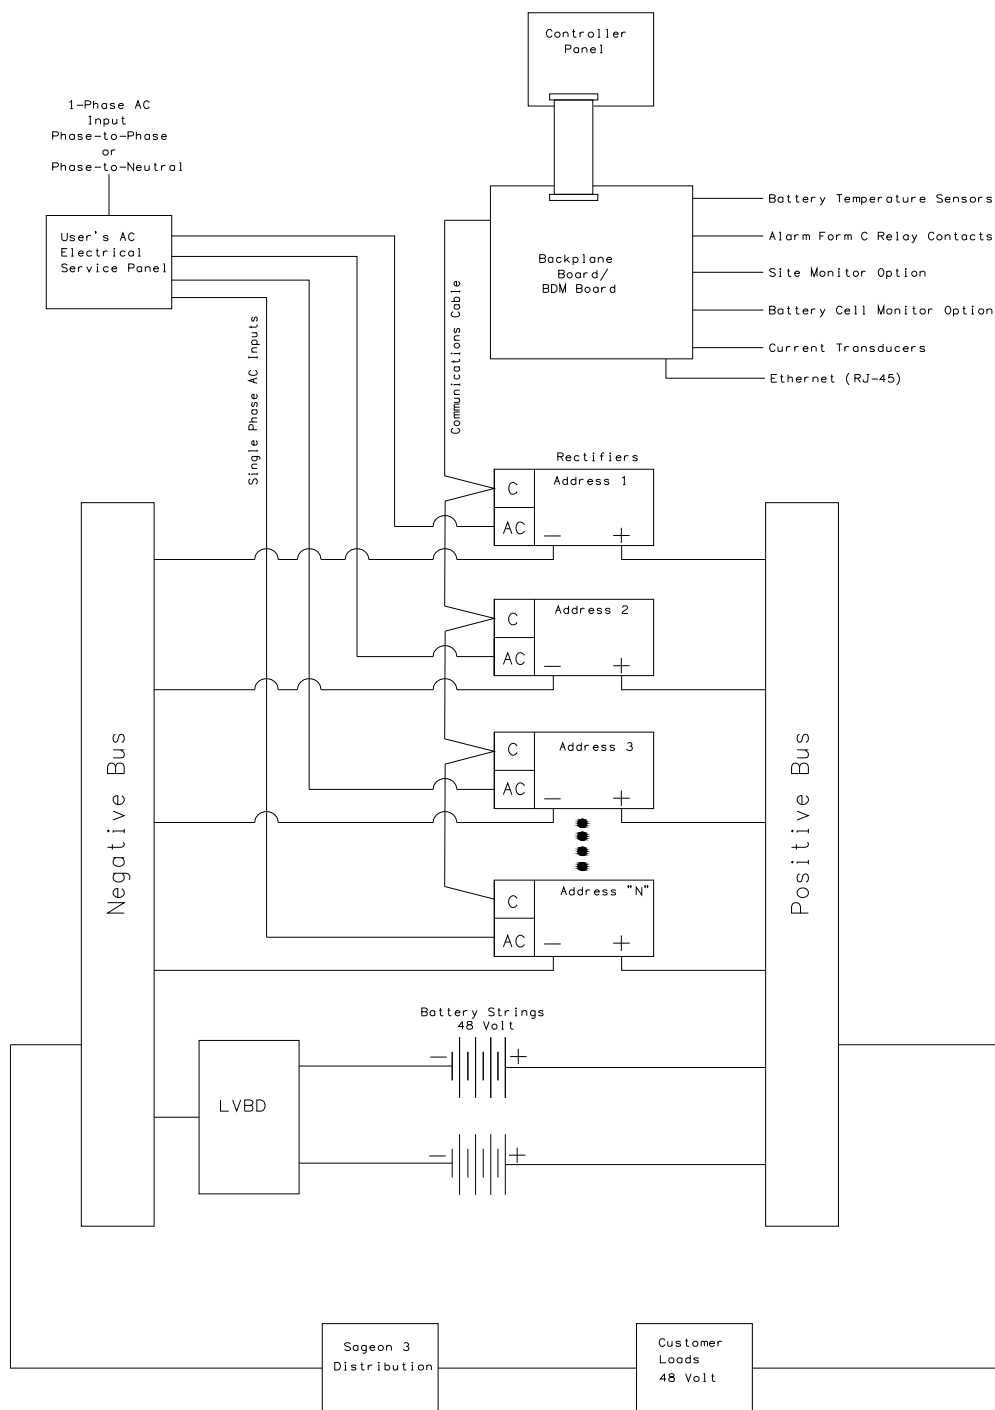 Controller
Panel
1-Phase AC
Input
Phase-to-Phase
or
Phase-to-Neutral
User's AC
Electrical
Service Panel
Backplane
Board/
BDM Board
Battery Temperature Sensors
Alarm Form C Relay Contacts
Site Monitor Option
Battery Cell Monitor Option
Current Transducers
Ethernet (RJ-45)
Single Phase AC Inputs
Communications Cable
Rectifiers
Address 1
C
AC
− +
Address 2
C
AC
− +
Address 3
C
AC
− +
Address "N"
C
AC
− +
Negative Bus
Positive Bus
Battery Strings
48 Volt
− +
LVBD
− +
Sageon 3
Distribution
Customer
Loads
48 Volt